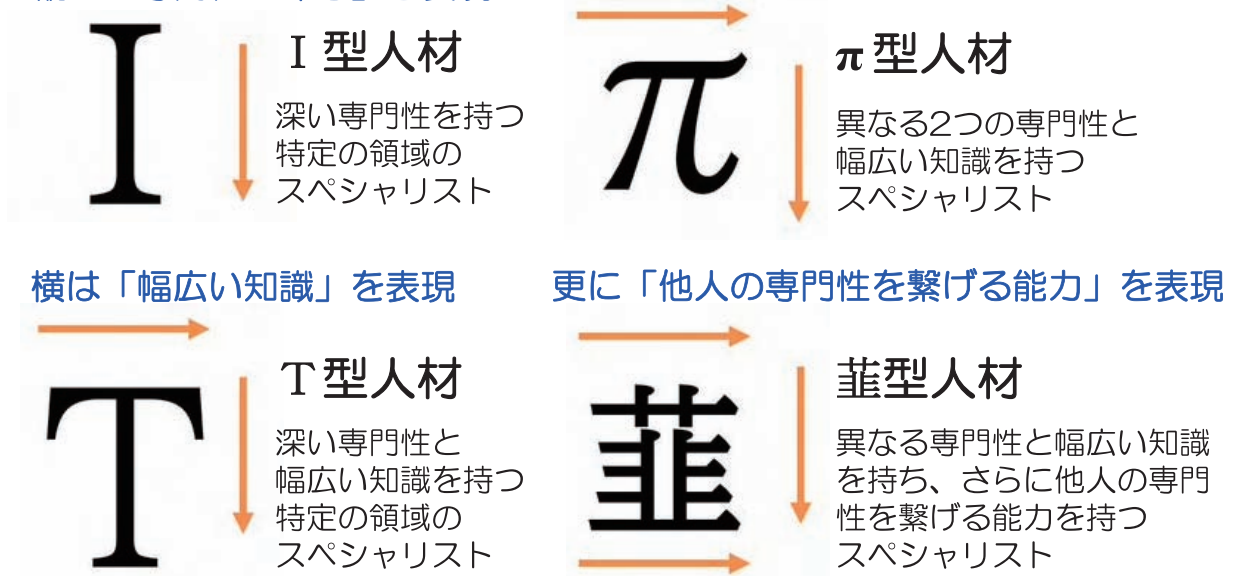 I
I 型人材
深い専門性を持つ
特定の領域の
スペシャリスト
π
π 型人材
異なる2つの専門性と
幅広い知識を持つ
スペシャリスト
横は「幅広い知識」を表現
T
T 型人材
深い専門性と
幅広い知識を持つ
特定の領域の
スペシャリスト
更に「他人の専門性を繋げる能力」を表現
韮
韮型人材
異なる専門性と幅広い知識
を持ち、さらに他人の専門
性を繋げる能力を持つ
スペシャリスト